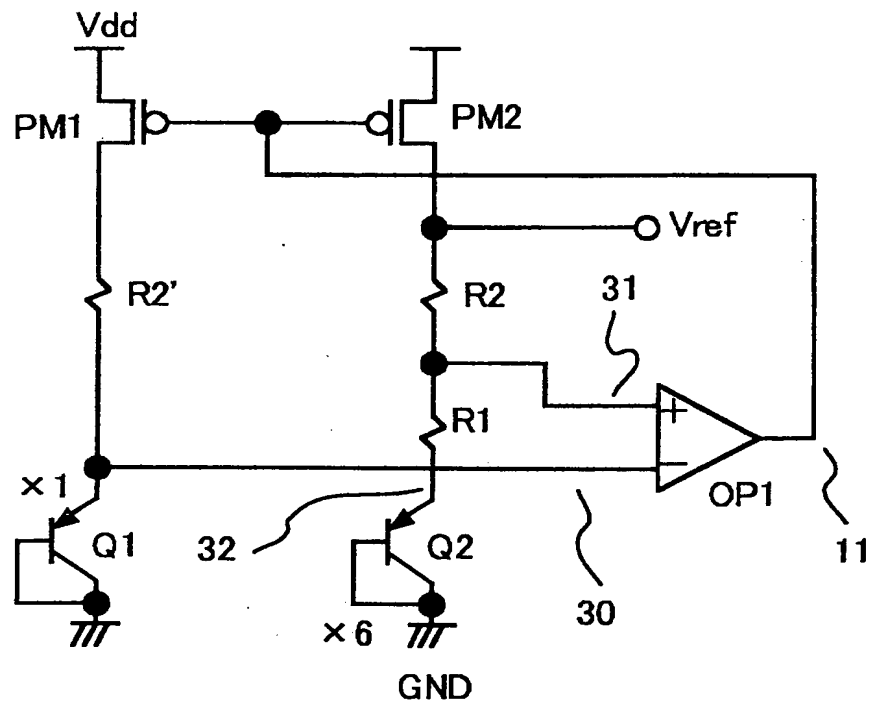 Vdd
PM1
PM2
Vref
R2'
R2
31
R1
+
−
×1
OP1
Q1
32
Q2
11
30
×6
GND